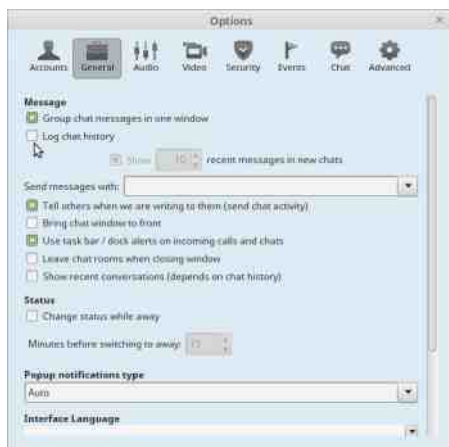 Options
Accounts General Audio Video Security Events Chat Advanced
Message
Group chat messages in one window
Log chat history
Show 10 recent messages in new chats
Send messages with:
Tell others when we are writing to them (send chat activity)
Bring chat window to front
Use task bar / dock alerts on incoming calls and chats
Leave chat rooms when closing window
Show recent conversations (depends on chat history)
Status
Change status while away
Minutes before switching to away: 15
Popup notifications type
Auto
Interface Language